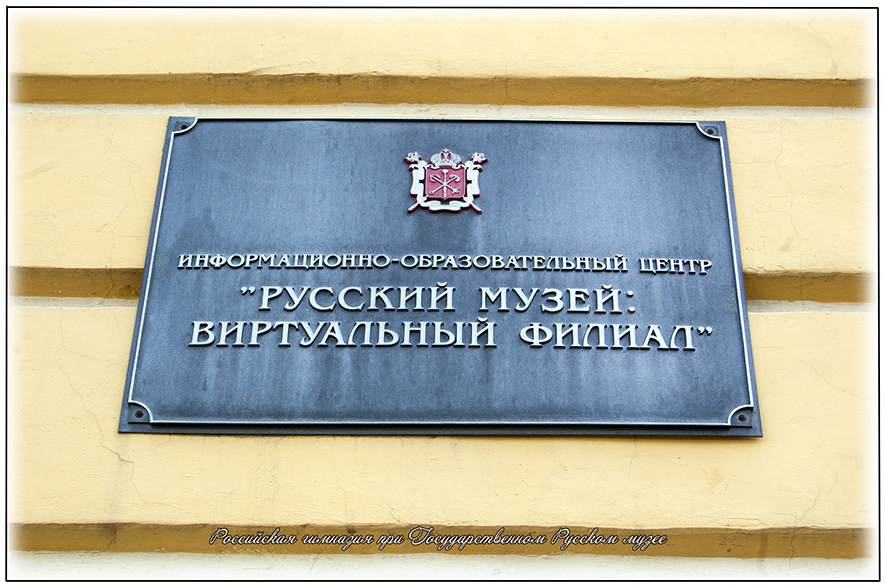 ИНФОРМАЦИОННО-ОБРАЗОВАТЕЛЬНЫЙ ЦЕНТР
"РУССКИЙ МУЗЕЙ:
ВИРТУАЛЬНЫЙ ФИЛИАЛ"
Российская гимназия при Государственном Русском музее